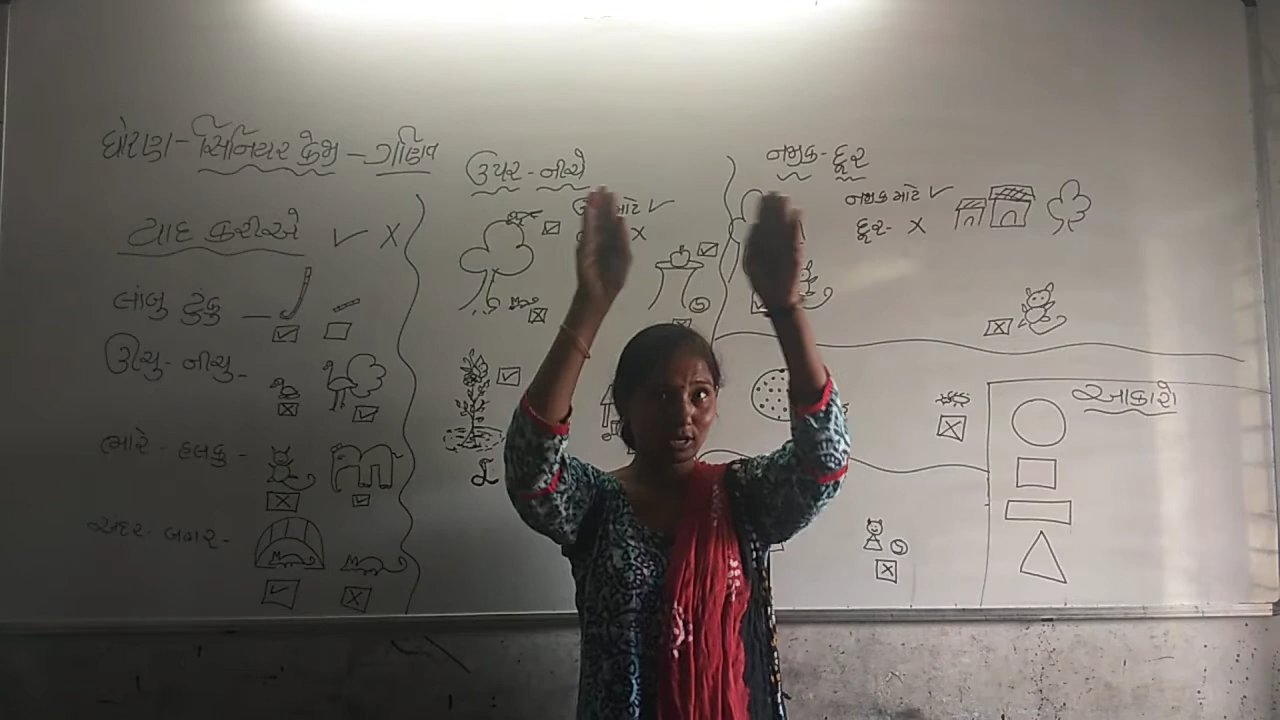 ધોરણ - સિનિયર કેજી - ગણિત
યાદ કરીએ ✓ X
લાંબુ ટુંકુ -
ઊંચુ - નીચુ -
ભારે - હલકુ -
અંદર - બહાર -
ઉપર - નીચે
માટે ✓
X
નજીક - દૂર
નજીક માટે ✓
દૂર - X
આકારો